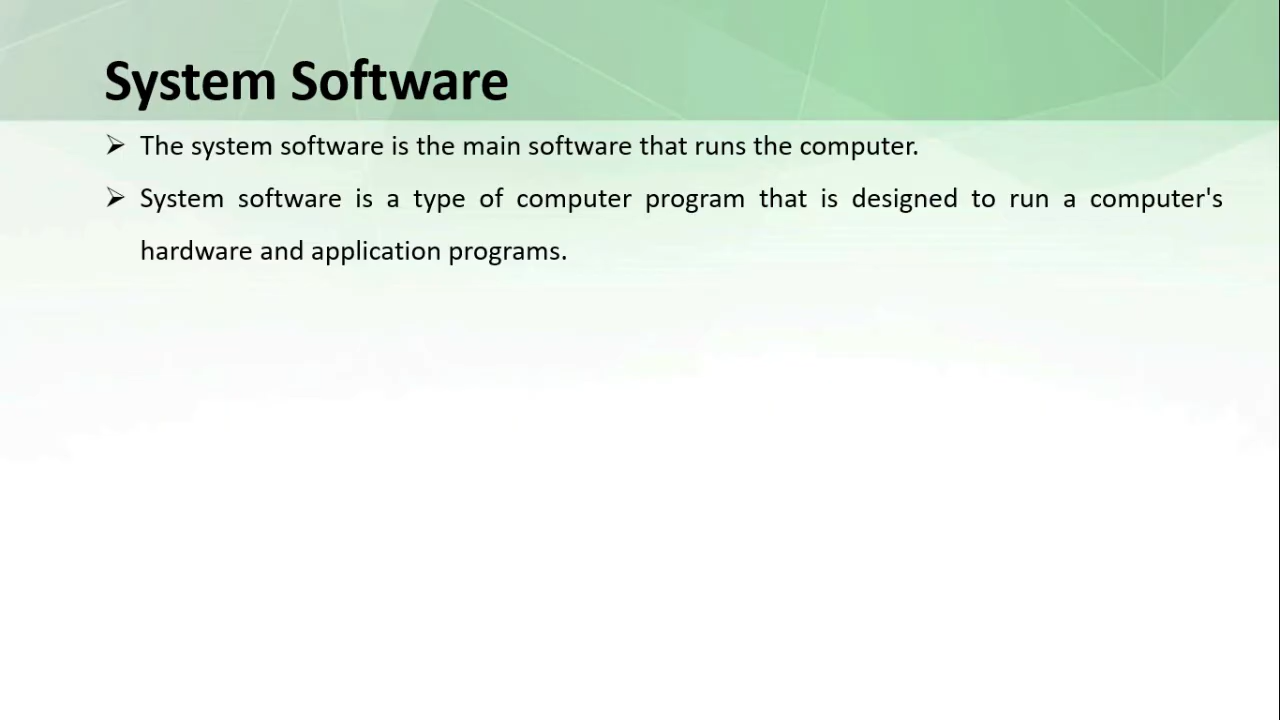 System Software
➢ The system software is the main software that runs the computer.
➢ System software is a type of computer program that is designed to run a computer's
hardware and application programs.